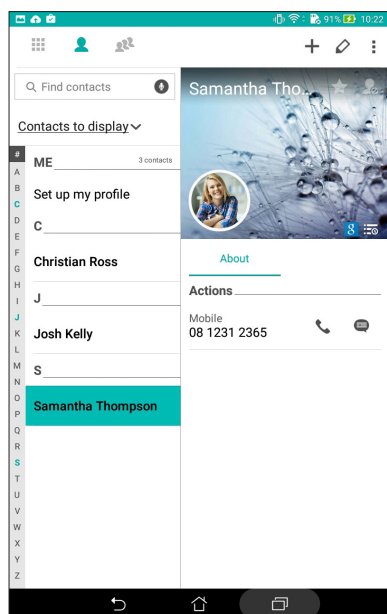 91% 10:22
Find contacts
Contacts to display
#
A
B
C
D
E
F
G
H
I
J
K
L
M
N
O
P
Q
R
S
T
U
V
W
X
Y
Z
ME 3 contacts
Set up my profile
C
Christian Ross
J
Josh Kelly
S
Samantha Thompson
Samantha Tho...
8
About
Actions
Mobile
08 1231 2365